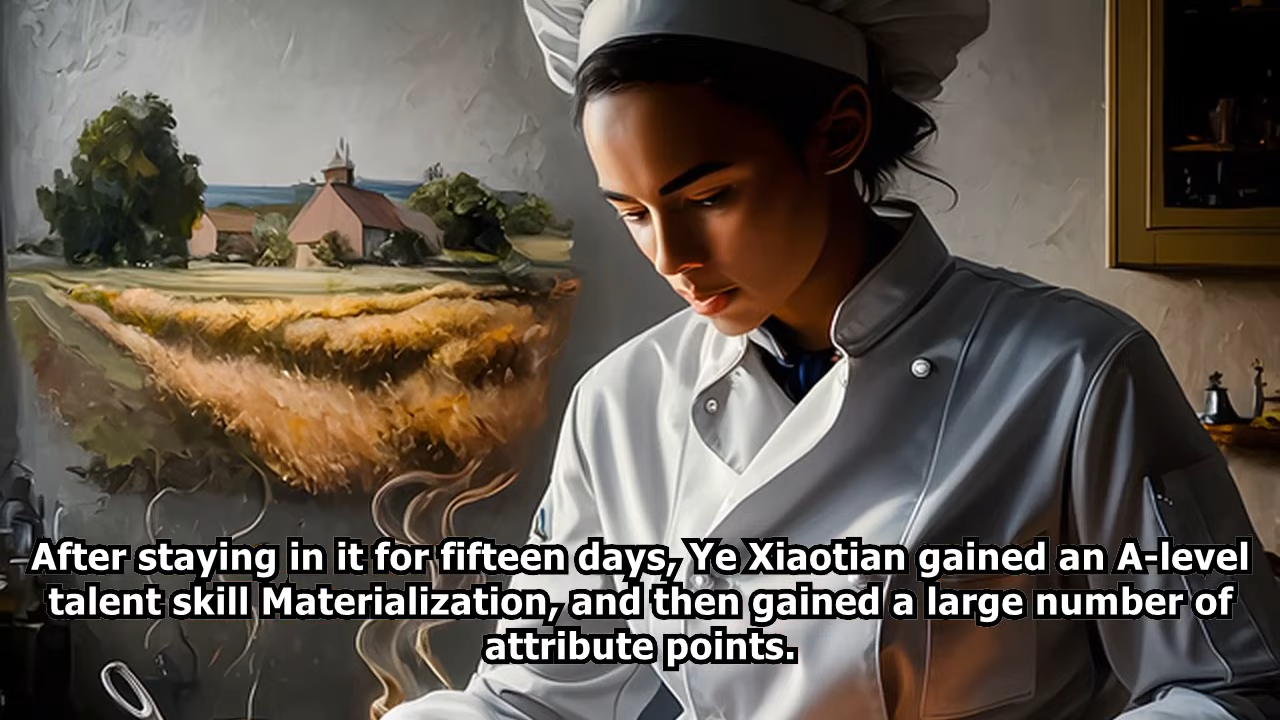 After staying in it for fifteen days, Ye Xiaotian gained an A-level
talent skill Materialization, and then gained a large number of
attribute points.